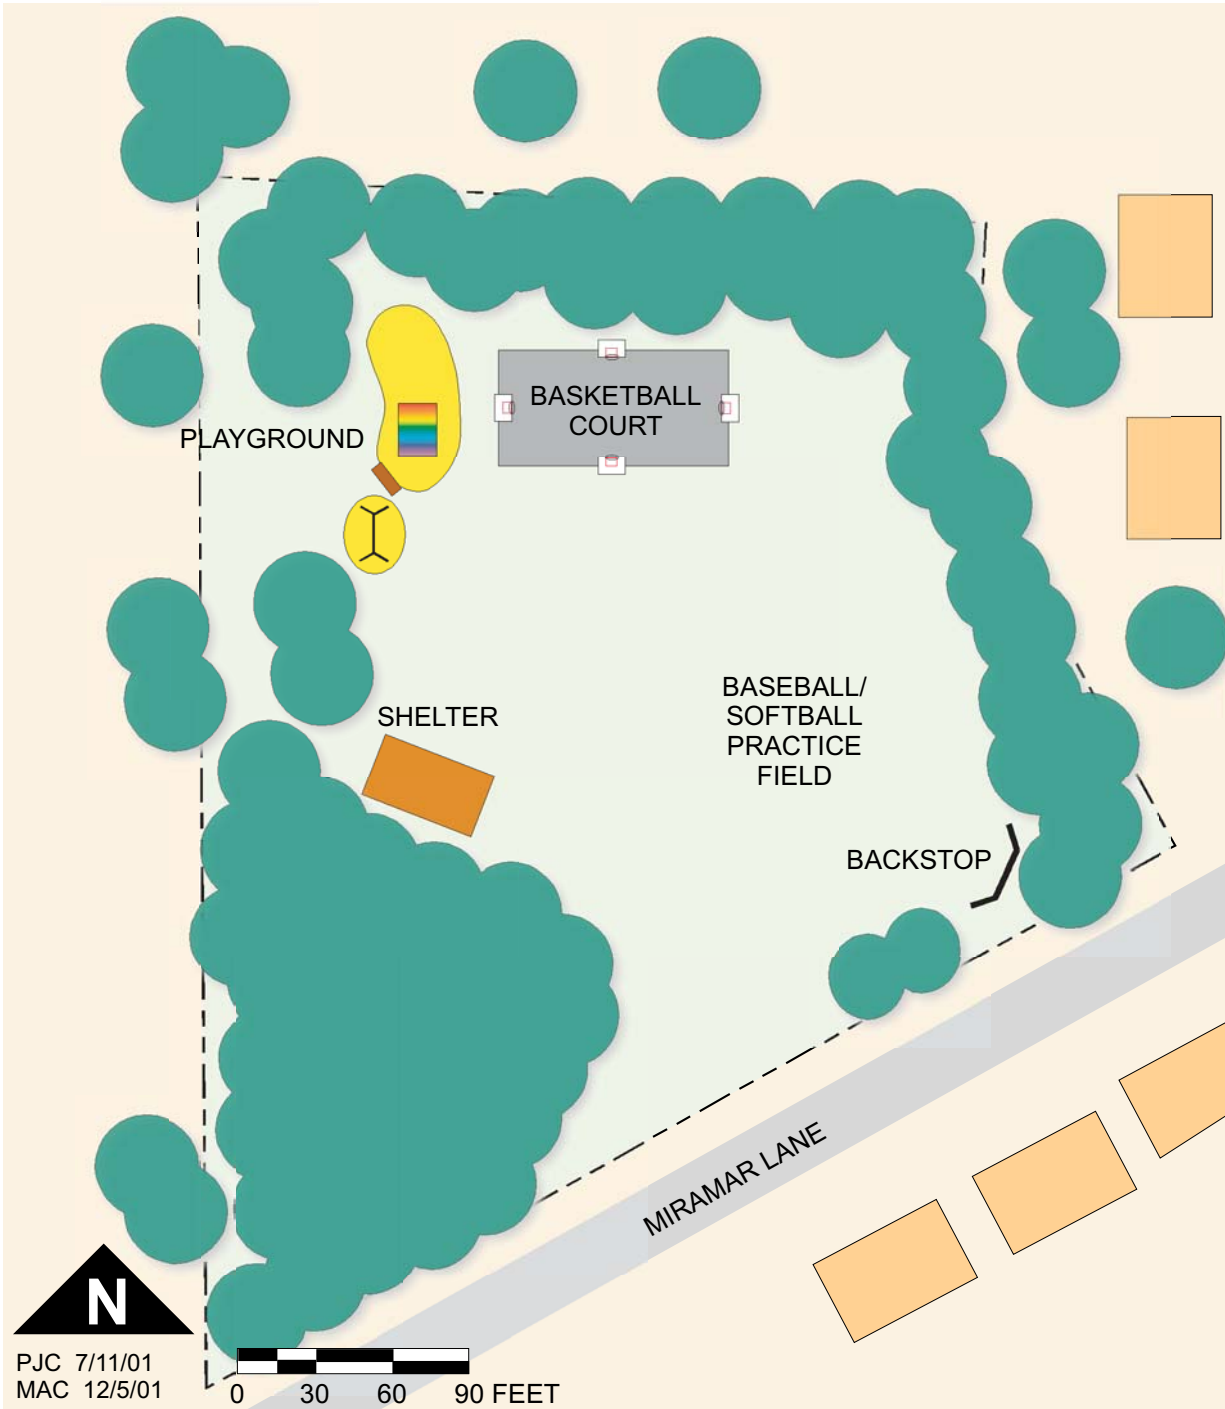 BASKETBALL
COURT
PLAYGROUND
SHELTER
BASEBALL/
SOFTBALL
PRACTICE
FIELD
BACKSTOP
MIRAMAR LANE
N
PJC 7/11/01
MAC 12/5/01
0 30 60 90 FEET